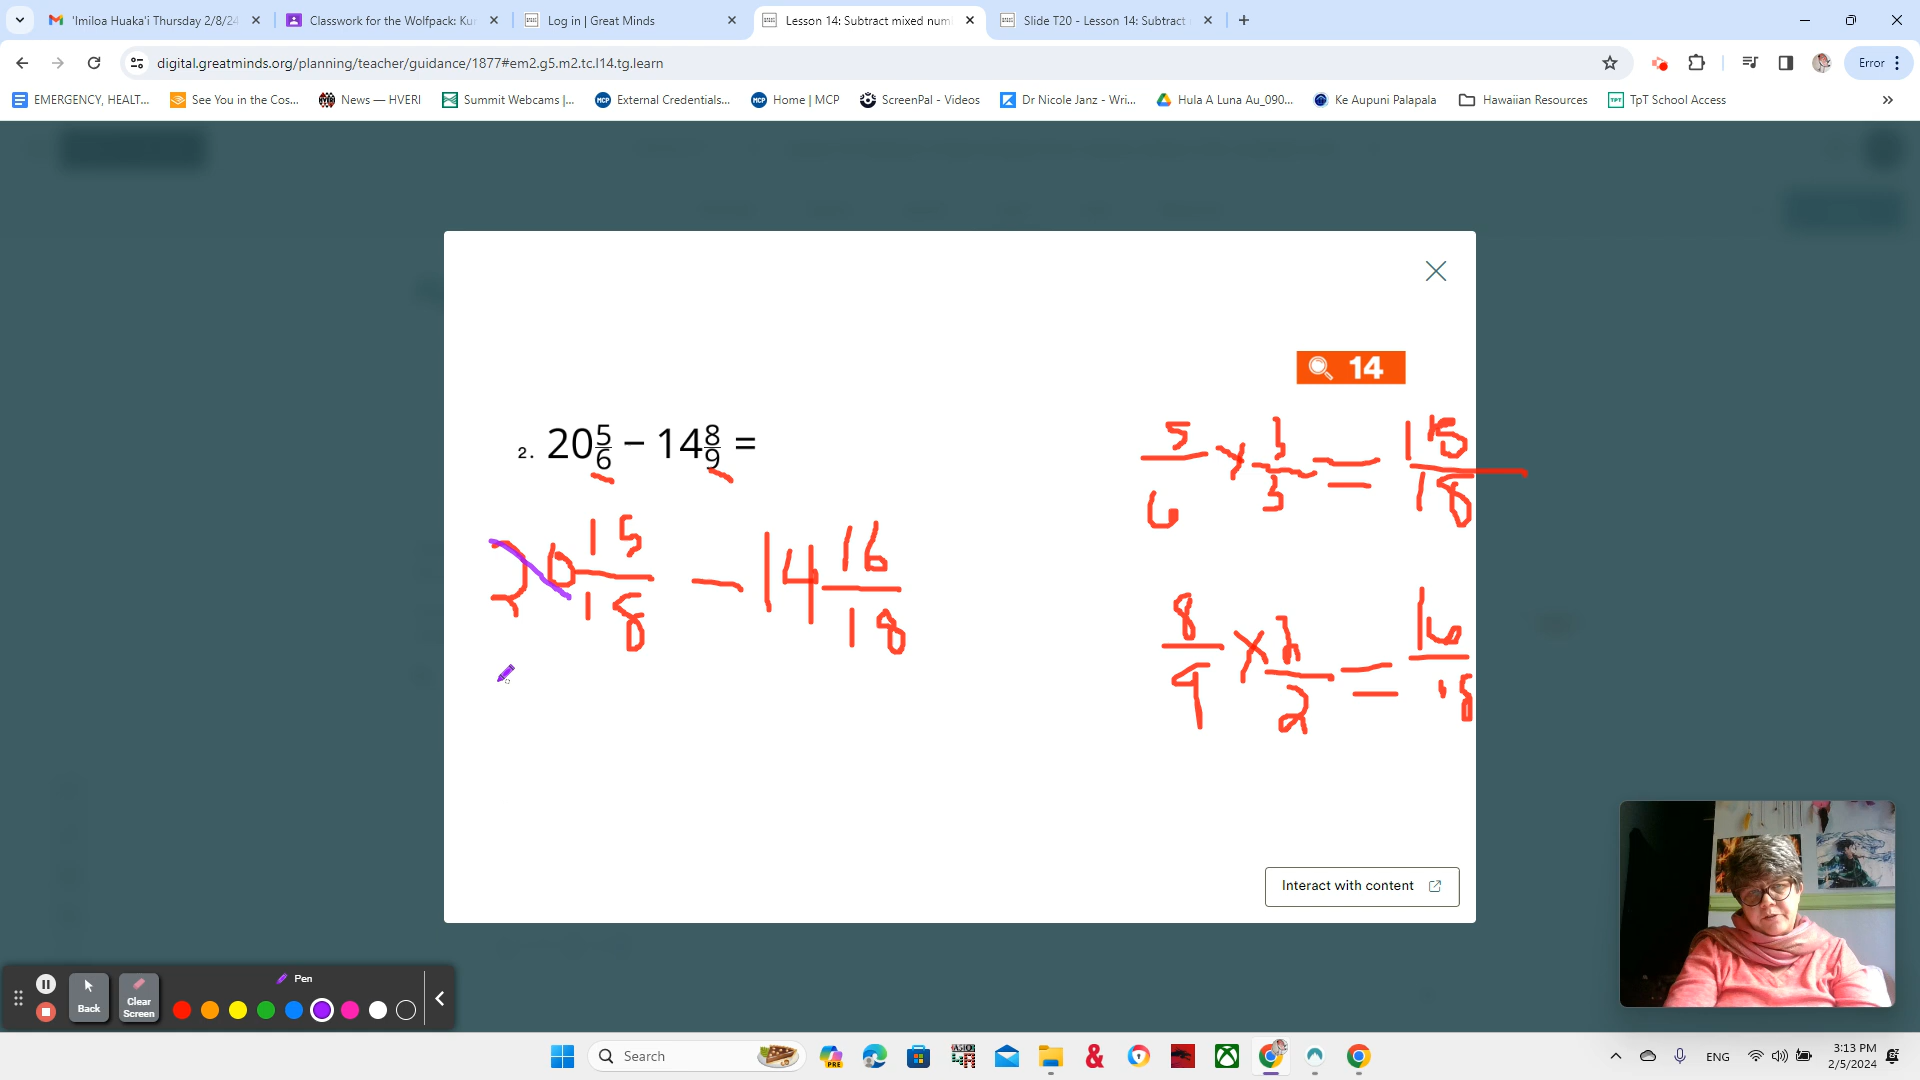 'Imiloa Huaka'i Thursday 2/8/24
Classwork for the Wolfpack: Ku
Log in | Great Minds
Lesson 14: Subtract mixed num
Slide T20 - Lesson 14: Subtract
digital.greatminds.org/planning/teacher/guidance/1877#em2.g5.m2.tc.l14.tg.learn
Error
EMERGENCY, HEALT...
See You in the Cos...
News — HVERI
Summit Webcams |...
External Credentials...
Home | MCP
ScreenPal - Videos
Dr Nicole Janz - Wri...
Hula A Luna Au_090...
Ke Aupuni Palapala
Hawaiian Resources
TpT School Access
14
2. 20 5/6 − 14 8/9 =
5/6 x 3/3 = 15/18
20 15/18 − 14 16/18
8/9 x 2/2 = 16/18
Interact with content
Pen
Back
Clear Screen
Search
PRE
ENG
3:13 PM
2/5/2024